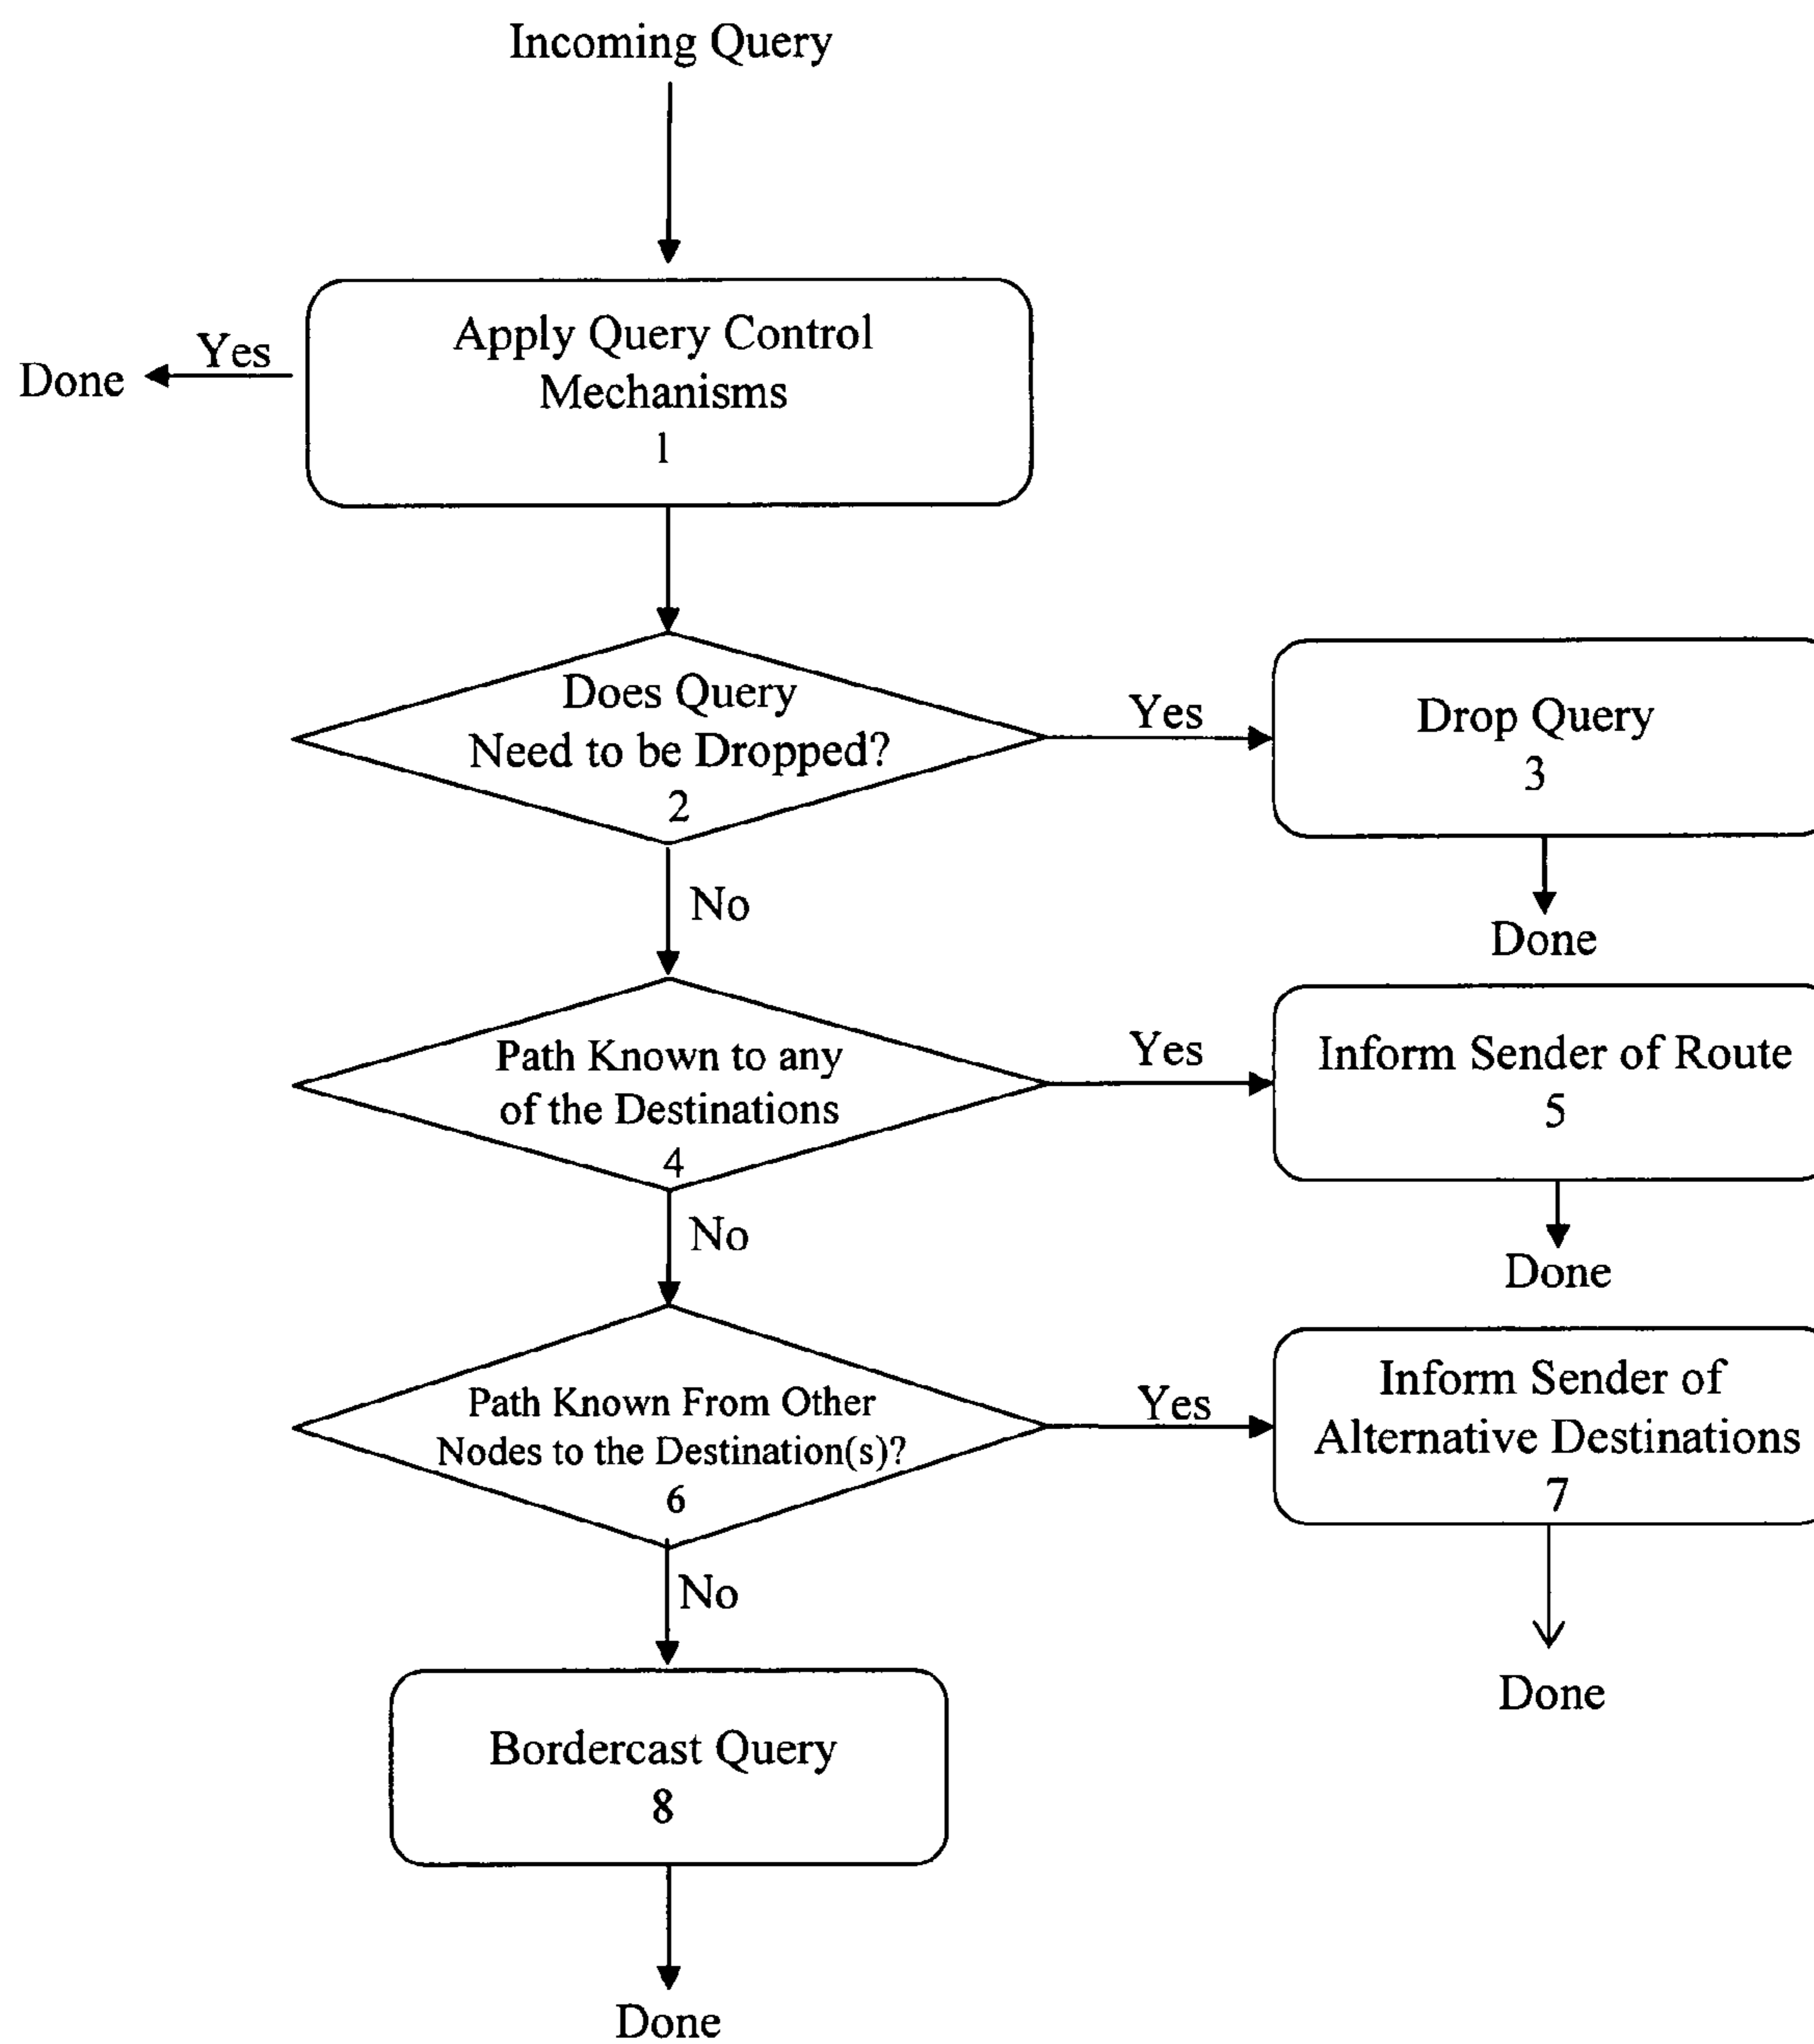 Incoming Query
Apply Query Control
Mechanisms
1
Yes
Done
Does Query
Need to be Dropped?
2
Yes
Drop Query
3
No
Done
Path Known to any
of the Destinations
4
Yes
Inform Sender of Route
5
No
Done
Path Known From Other
Nodes to the Destination(s)?
6
Yes
Inform Sender of
Alternative Destinations
7
No
Done
Bordercast Query
8
Done